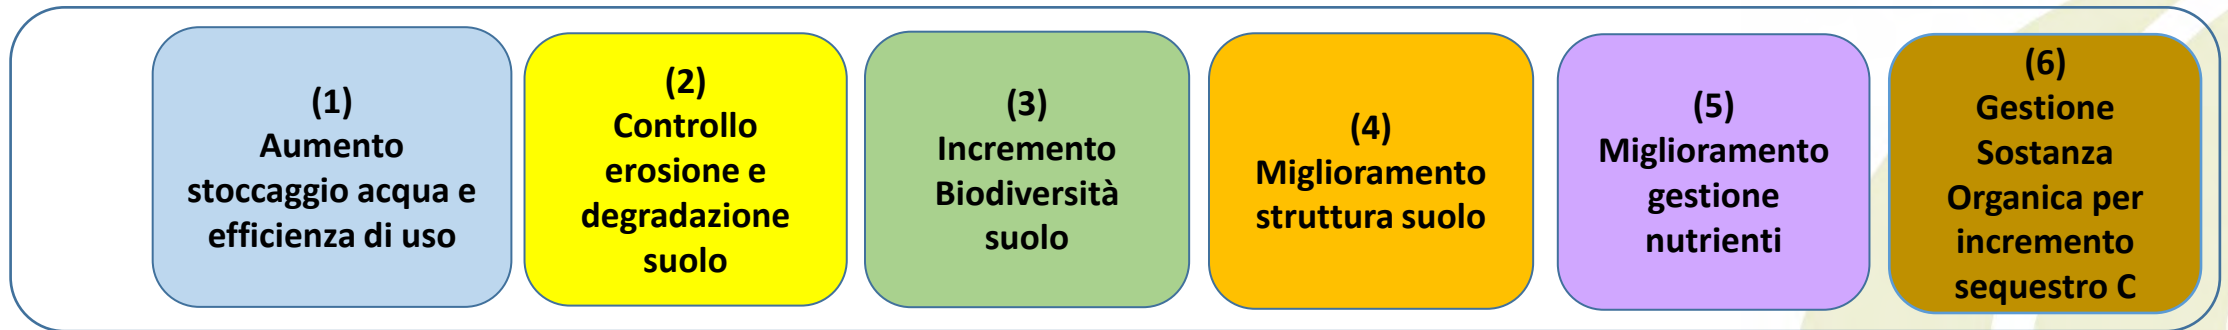 (1)
Aumento
stoccaggio acqua e
efficienza di uso
(2)
Controllo
erosione e
degradazione
suolo
(3)
Incremento
Biodiversità
suolo
(4)
Miglioramento
struttura suolo
(5)
Miglioramento
gestione
nutrienti
(6)
Gestione
Sostanza
Organica per
incremento
sequestro C